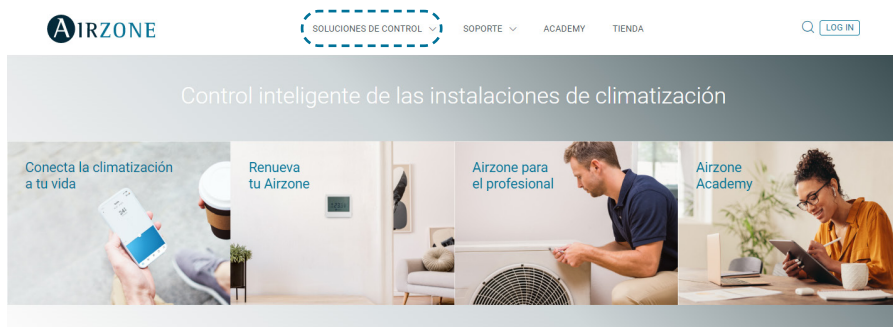 AIRZONE
SOLUCIONES DE CONTROL
SOPORTE
ACADEMY
TIENDA
LOG IN
Control inteligente de las instalaciones de climatización
Conecta la climatización
a tu vida
Renueva
tu Airzone
Airzone para
el profesional
Airzone
Academy